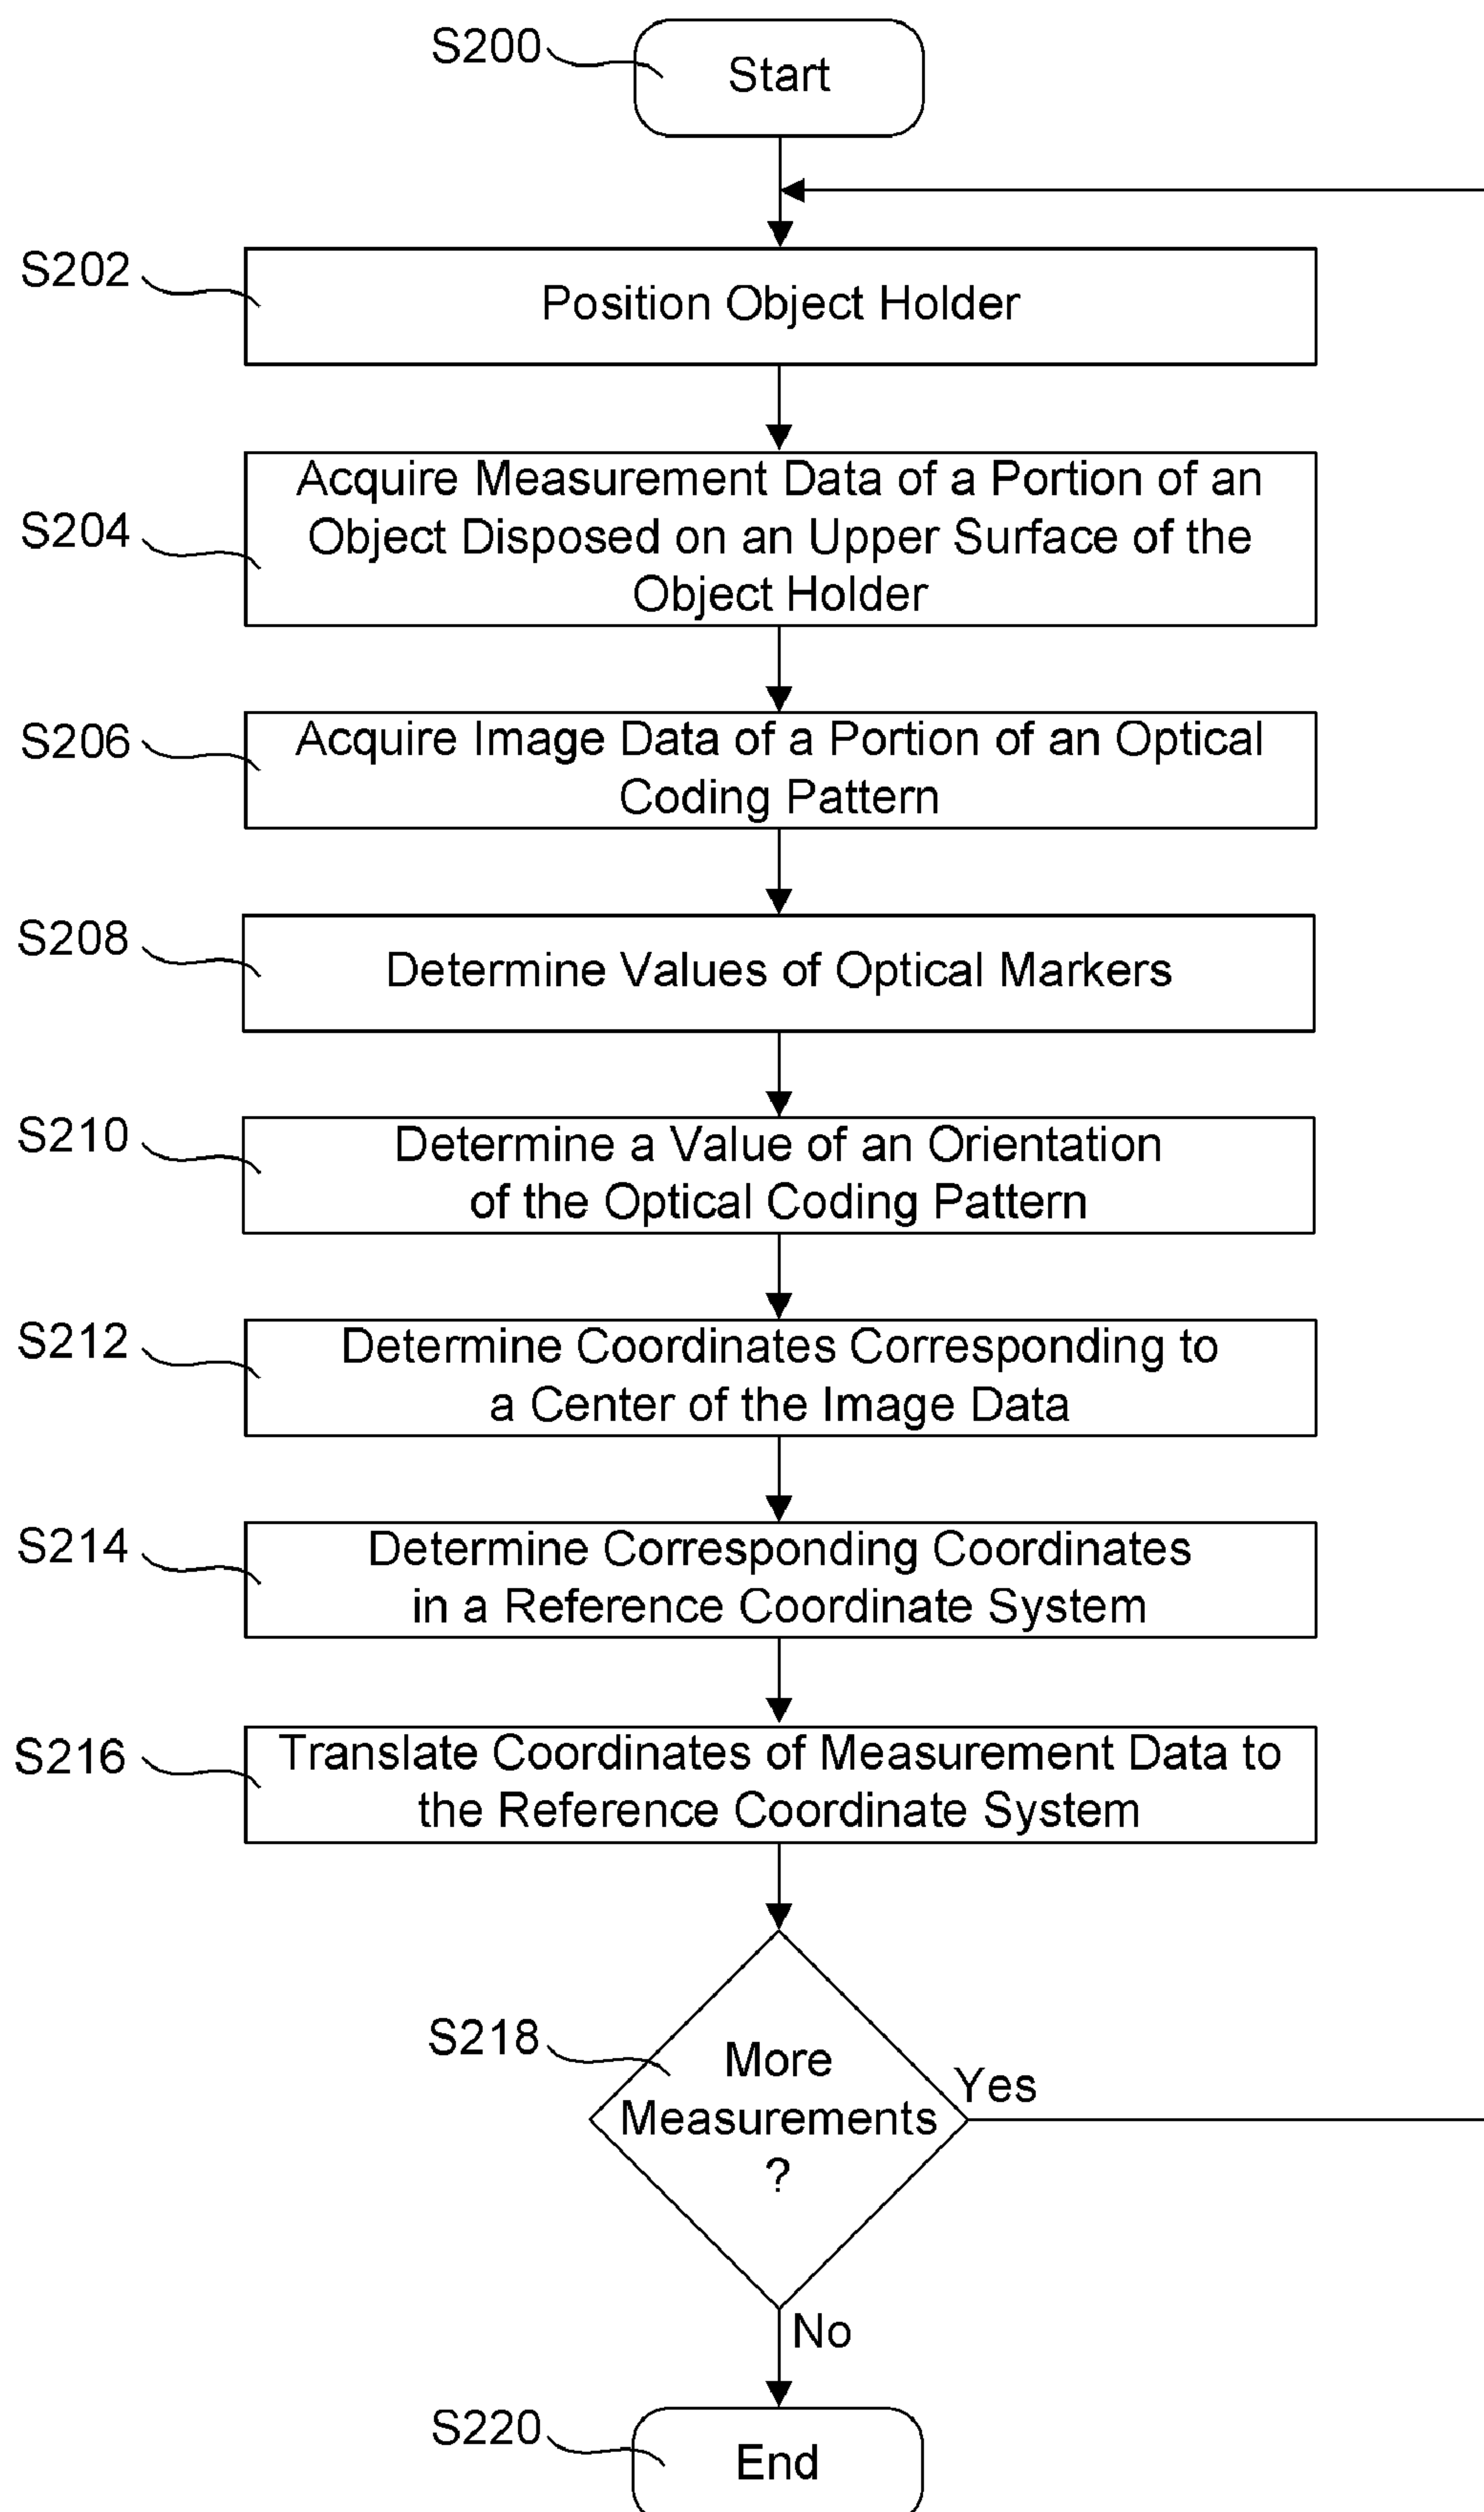 S200
Start
S202
Position Object Holder
S204
Acquire Measurement Data of a Portion of an
Object Disposed on an Upper Surface of the
Object Holder
S206
Acquire Image Data of a Portion of an Optical
Coding Pattern
S208
Determine Values of Optical Markers
S210
Determine a Value of an Orientation
of the Optical Coding Pattern
S212
Determine Coordinates Corresponding to
a Center of the Image Data
S214
Determine Corresponding Coordinates
in a Reference Coordinate System
S216
Translate Coordinates of Measurement Data to
the Reference Coordinate System
S218
More
Measurements
?
Yes
No
S220
End